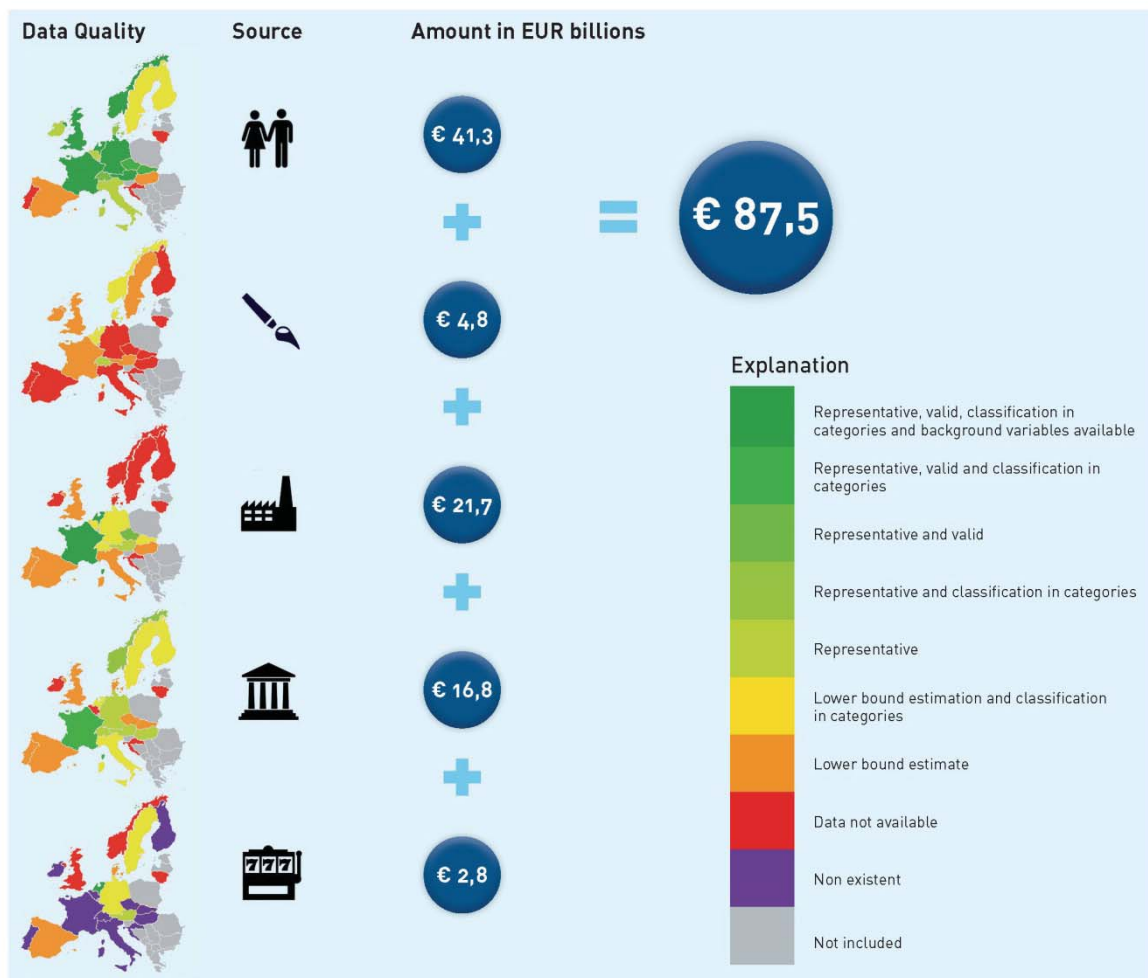 Data Quality
Source
Amount in EUR billions
€ 41,3
€ 87,5
€ 4,8
€ 21,7
€ 16,8
777
€ 2,8
Explanation
Representative, valid, classification in
categories and background variables available
Representative, valid and classification in
categories
Representative and valid
Representative and classification in categories
Representative
Lower bound estimation and classification
in categories
Lower bound estimate
Data not available
Non existent
Not included